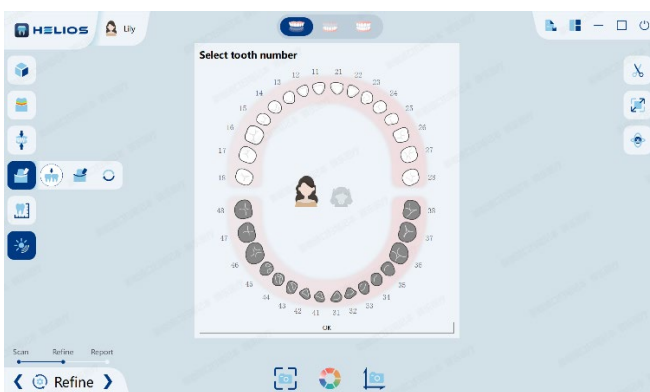 HELIOS
Lily
Select tooth number
11 21
12 22
13 23
14 24
15 25
16 26
17 27
18 28
48 38
47 37
46 36
45 35
44 34
43 33
42 41 31 32
OK
Scan Refine Report
Refine